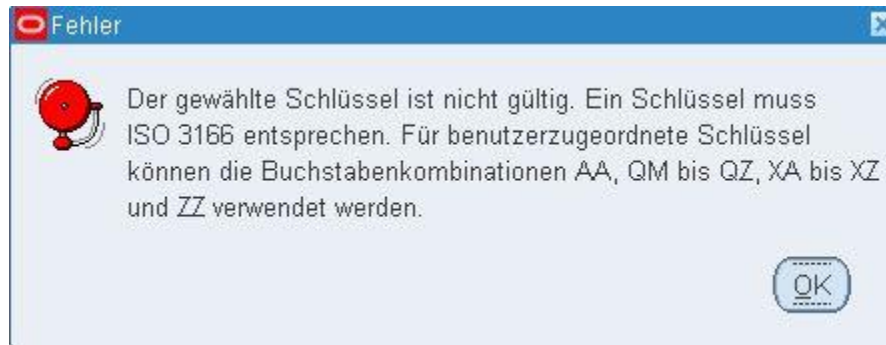 Fehler
Der gewählte Schlüssel ist nicht gültig. Ein Schlüssel muss
ISO 3166 entsprechen. Für benutzerzugeordnete Schlüssel
können die Buchstabenkombinationen AA, QM bis QZ, XA bis XZ
und ZZ verwendet werden.
OK